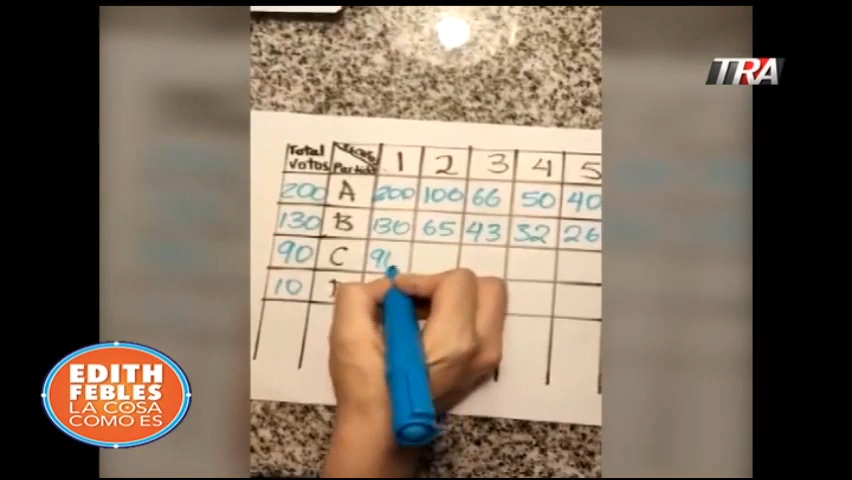 TRA
Total Votos Partido 1 2 3 4 5
200 A 200 100 66 50 40
130 B 130 65 43 32 26
90 C
10
EDITH
FEBLES
LA COSA
COMO ES